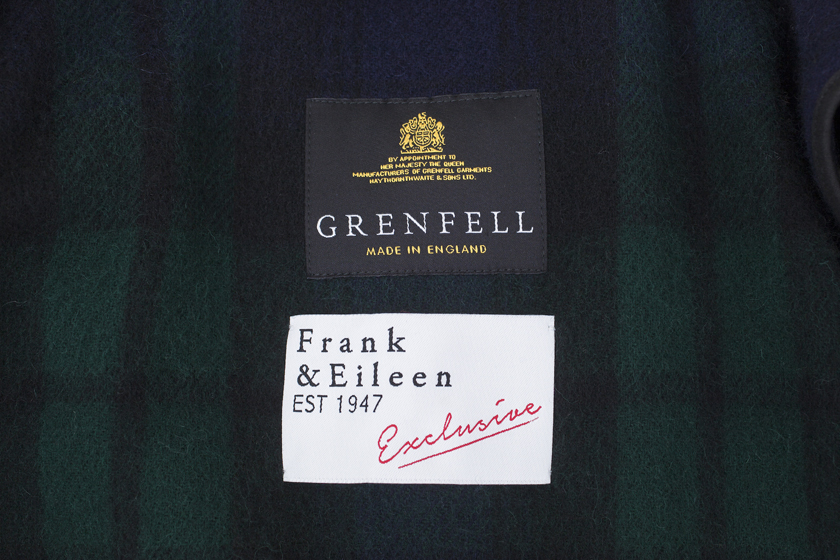 BY APPOINTMENT TO
HER MAJESTY THE QUEEN
MANUFACTURERS OF GRENFELL GARMENTS
HAYTHORNTHWAITE & SONS LTD.
GRENFELL
MADE IN ENGLAND
Frank
&Eileen
EST 1947
Exclusive